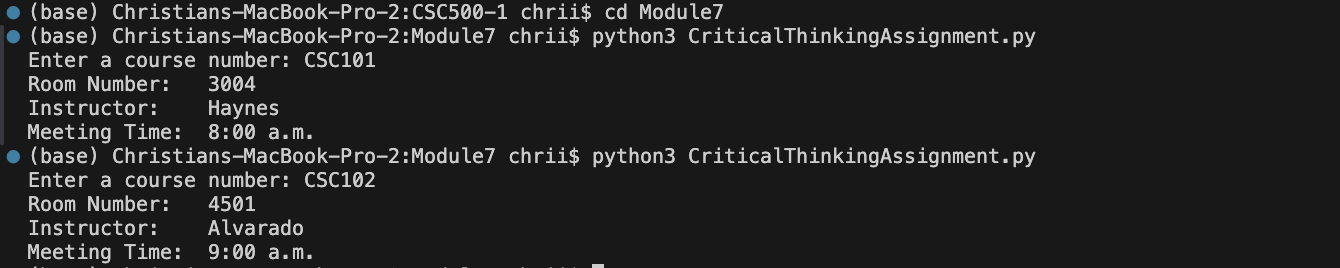 (base) Christians-MacBook-Pro-2:CSC500-1 chrii$ cd Module7
(base) Christians-MacBook-Pro-2:Module7 chrii$ python3 CriticalThinkingAssignment.py
Enter a course number: CSC101
Room Number:   3004
Instructor:    Haynes
Meeting Time:  8:00 a.m.
(base) Christians-MacBook-Pro-2:Module7 chrii$ python3 CriticalThinkingAssignment.py
Enter a course number: CSC102
Room Number:   4501
Instructor:    Alvarado
Meeting Time:  9:00 a.m.